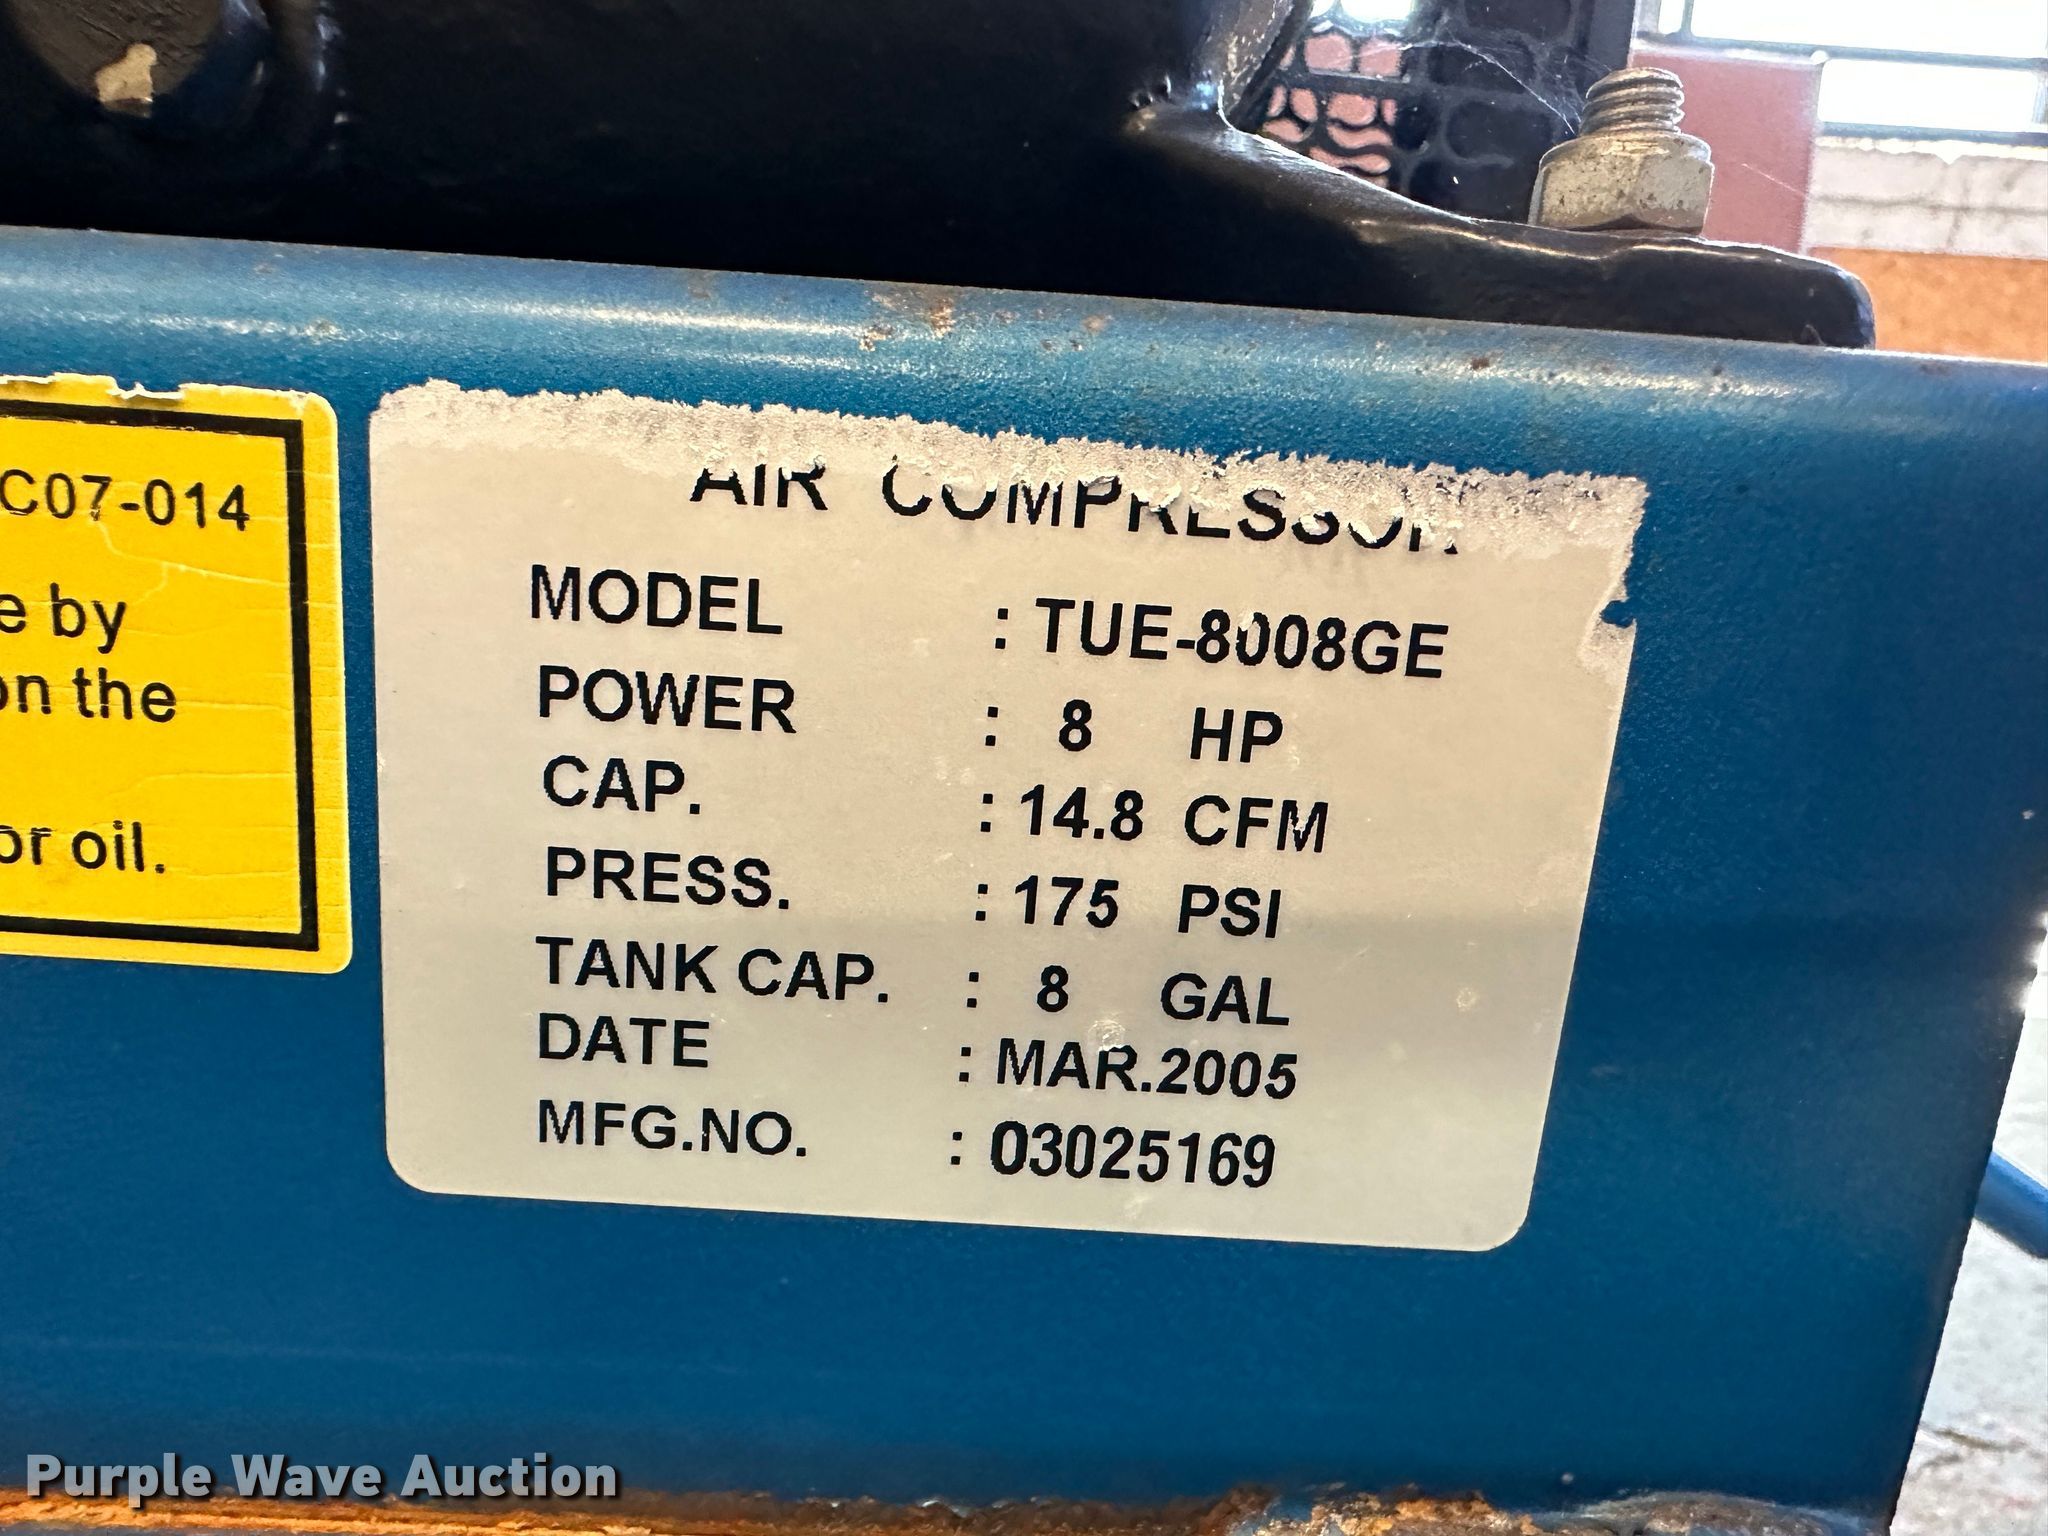 C07-014
e by
on the
or oil.
AIR COMPRESSOR
MODEL : TUE-8008GE
POWER : 8 HP
CAP. : 14.8 CFM
PRESS. : 175 PSI
TANK CAP. : 8 GAL
DATE : MAR.2005
MFG.NO. : 03025169
Purple Wave Auction